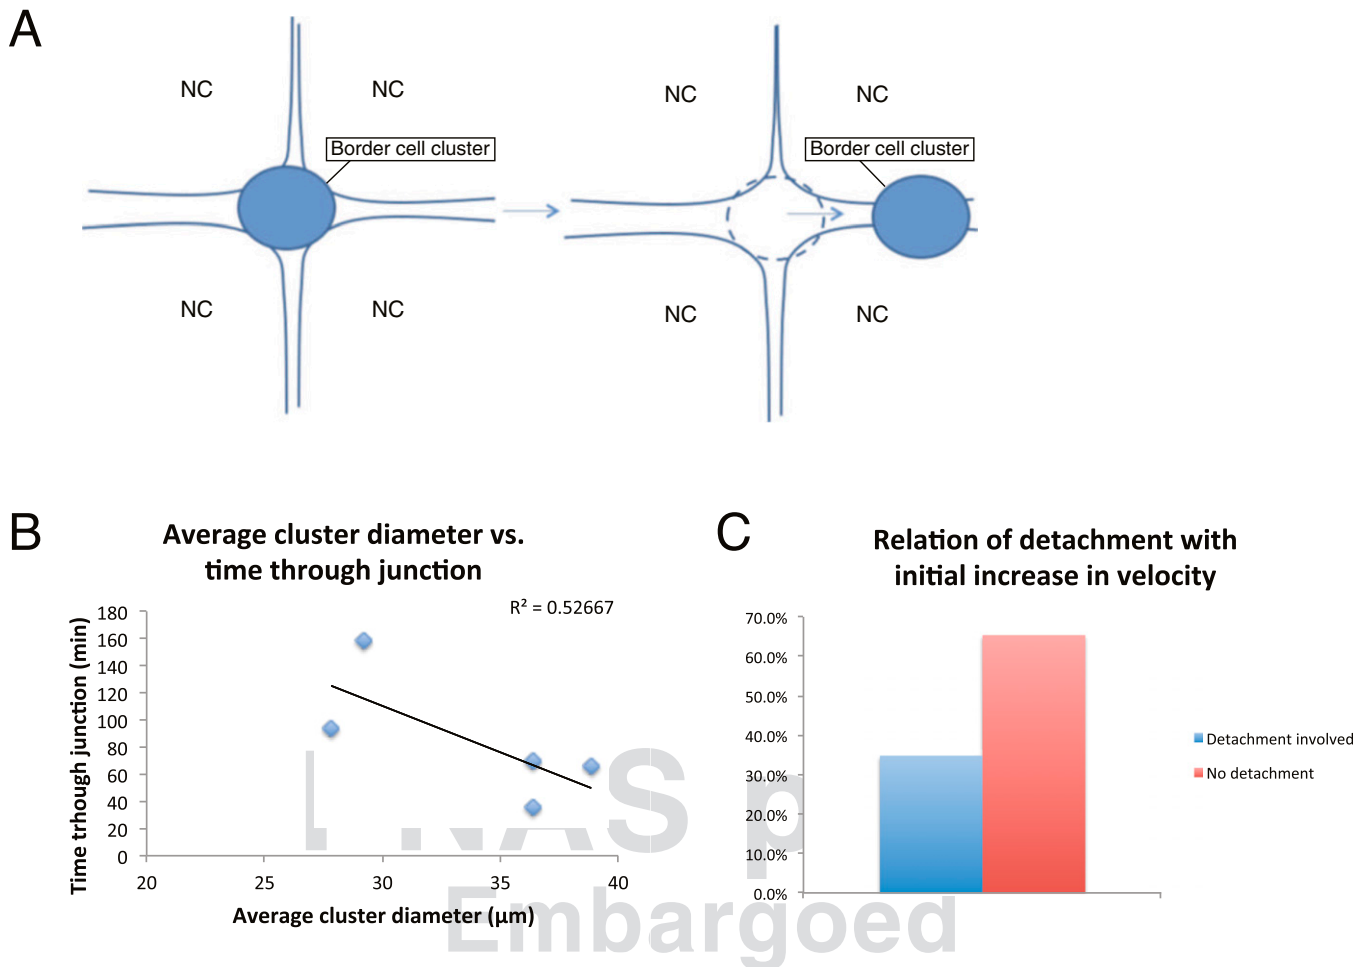 A
NC
NC
Border cell cluster
NC
NC
NC
NC
Border cell cluster
NC
NC
B
Average cluster diameter vs.
time through junction
R² = 0.52667
Time trhough junction (min)
180
160
140
120
100
80
60
40
20
0
20
25
30
35
40
Average cluster diameter (µm)
C
Relation of detachment with
initial increase in velocity
70.0%
60.0%
50.0%
40.0%
30.0%
20.0%
10.0%
0.0%
Detachment involved
No detachment
Embargoed